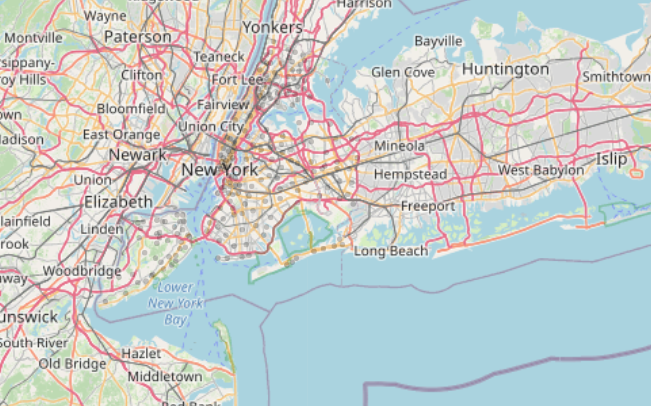 Harrison
Wayne
Yonkers
Montville
Paterson
Bayville
Teaneck
Clifton
Fort Lee
Glen Cove
Huntington
Smithtown
Bloomfield
Fairview
Union City
East Orange
Mineola
Newark
New York
Hempstead
West Babylon
Islip
Union
Elizabeth
Freeport
Linden
Long Beach
Woodbridge
Lower
New York
Bay
South River
Hazlet
Old Bridge
Middletown